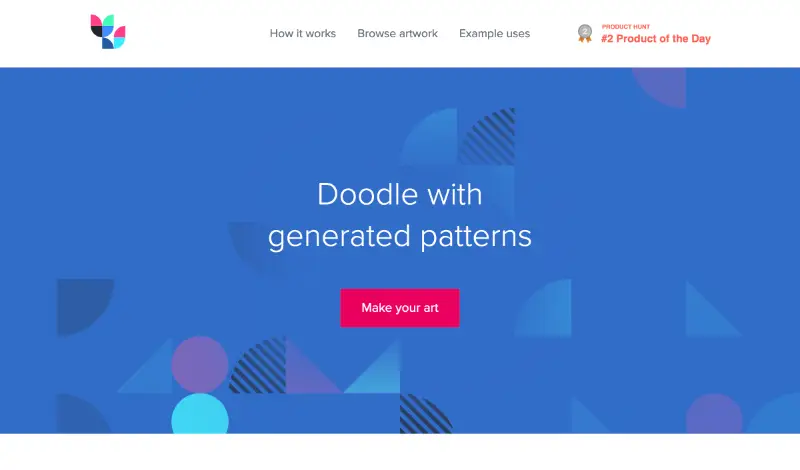 How it works
Browse artwork
Example uses
2
PRODUCT HUNT
#2 Product of the Day
Doodle with
generated patterns
Make your art